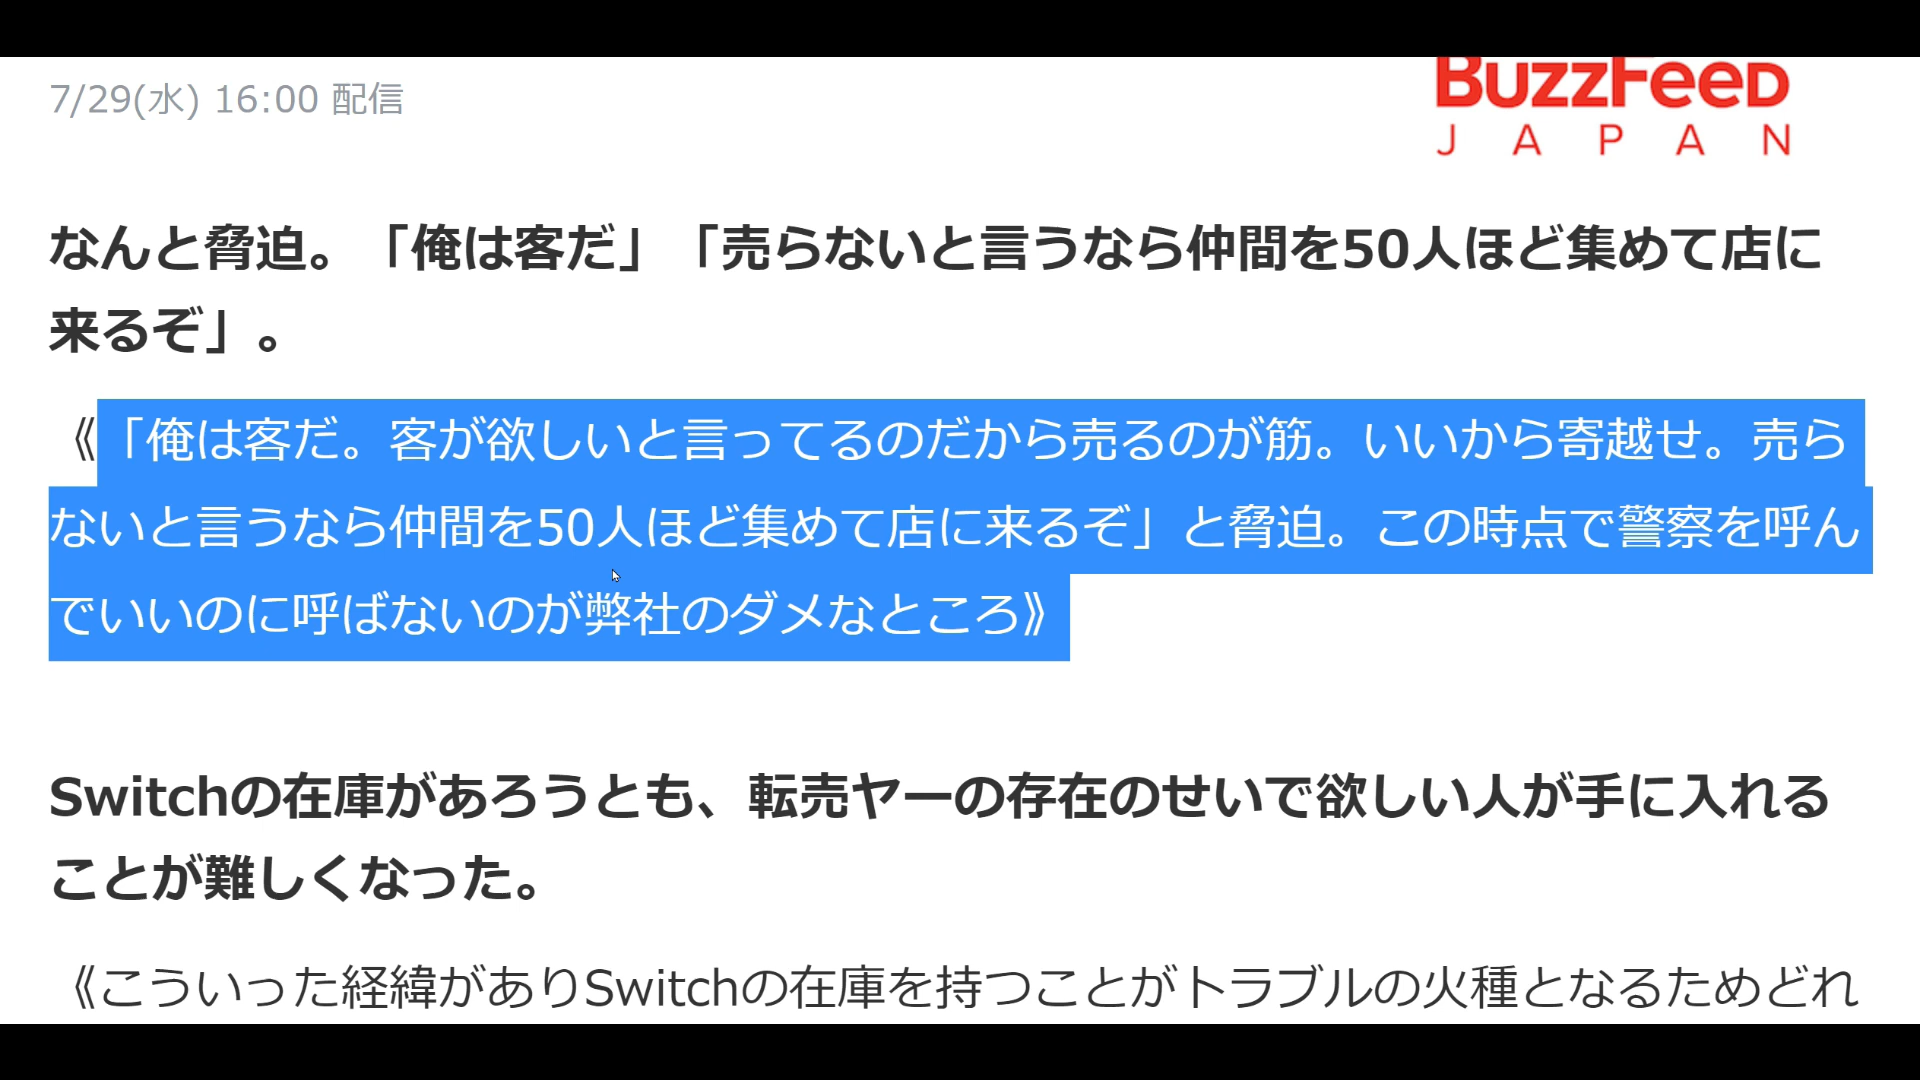 7/29(水) 16:00 配信
BuzzFeeD
JAPAN
なんと脅迫。「俺は客だ」「売らないと言うなら仲間を50人ほど集めて店に
来るぞ」。
《「俺は客だ。客が欲しいと言ってるのだから売るのが筋。いいから寄越せ。売ら
ないと言うなら仲間を50人ほど集めて店に来るぞ」と脅迫。この時点で警察を呼ん
でいいのに呼ばないのが弊社のダメなところ》
Switchの在庫があろうとも、転売ヤーの存在のせいで欲しい人が手に入れる
ことが難しくなった。
《こういった経緯がありSwitchの在庫を持つことがトラブルの火種となるためどれ